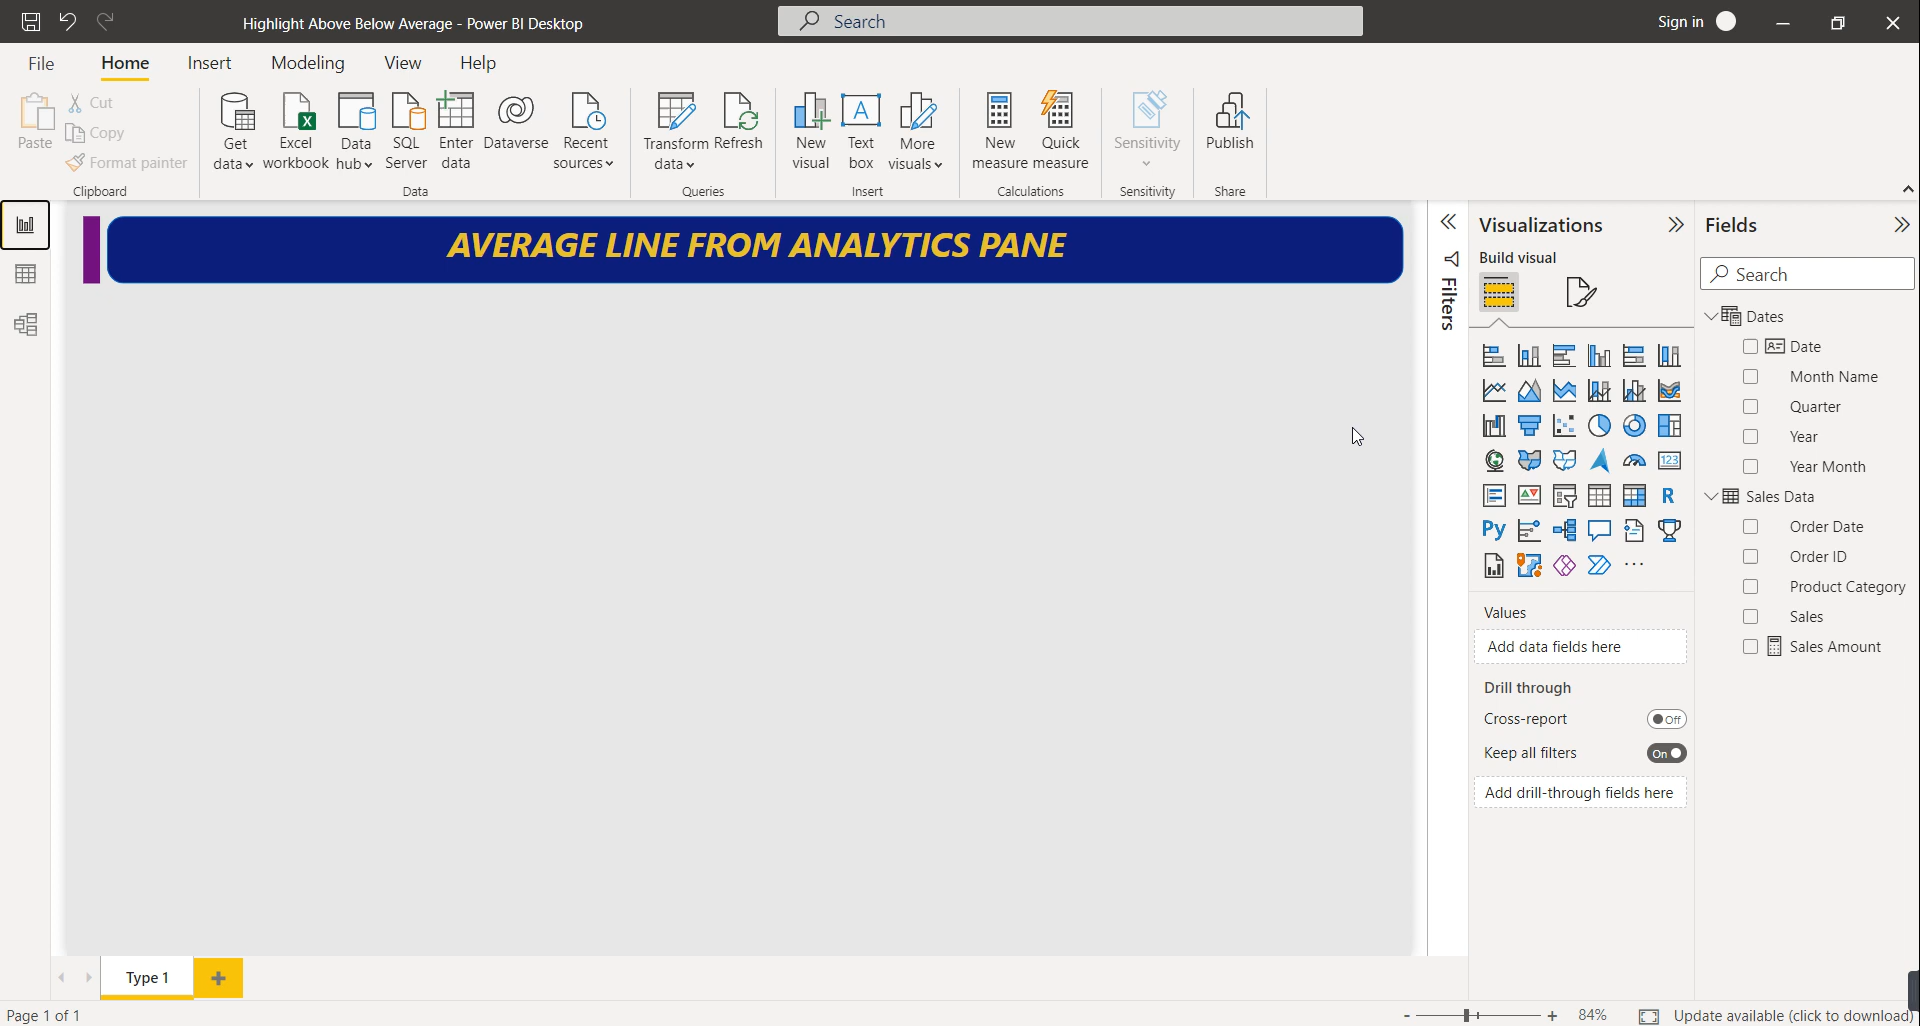 Highlight Above Below Average - Power BI Desktop
Search
Sign in
File
Home
Insert
Modeling
View
Help
Paste
Cut
Copy
Format painter
Clipboard
Get
data
Excel
workbook
Data
hub
SQL
Server
Enter
data
Dataverse
Recent
sources
Data
Transform
data
Refresh
Queries
New
visual
A
Text
box
More
visuals
Insert
New
measure
Quick
measure
Calculations
Sensitivity
Sensitivity
Publish
Share
AVERAGE LINE FROM ANALYTICS PANE
Filters
Visualizations
Build visual
123
R
Py
Values
Add data fields here
Drill through
Cross-report
Off
Keep all filters
On
Add drill-through fields here
Fields
Search
Dates
Date
Month Name
Quarter
Year
Year Month
Sales Data
Order Date
Order ID
Product Category
Sales
Sales Amount
Type 1
Page 1 of 1
- + 84%
Update available (click to download)